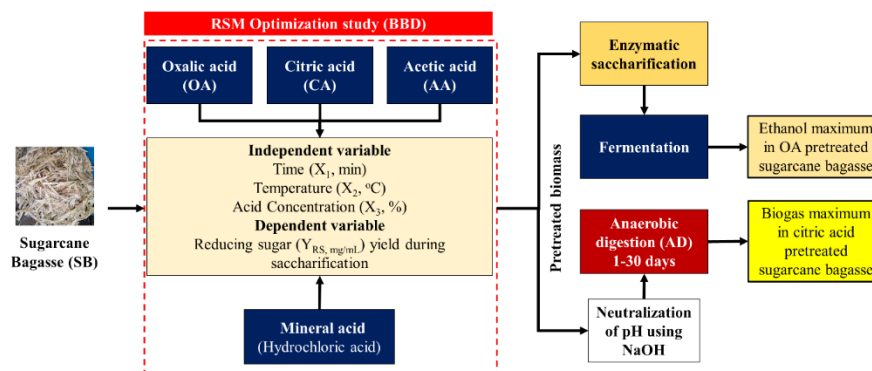 RSM Optimization study (BBD)
Oxalic acid
(OA)
Citric acid
(CA)
Acetic acid
(AA)
Independent variable
Time (X₁, min)
Temperature (X₂, °C)
Acid Concentration (X₃, %)
Dependent variable
Reducing sugar (Y_RS, mg/mL) yield during
saccharification
Mineral acid
(Hydrochloric acid)
Sugarcane
Bagasse (SB)
Pretreated biomass
Enzymatic
saccharification
Fermentation
Ethanol maximum
in OA pretreated
sugarcane bagasse
Anaerobic
digestion (AD)
1-30 days
Biogas maximum
in citric acid
pretreated
sugarcane bagasse
Neutralization
of pH using
NaOH